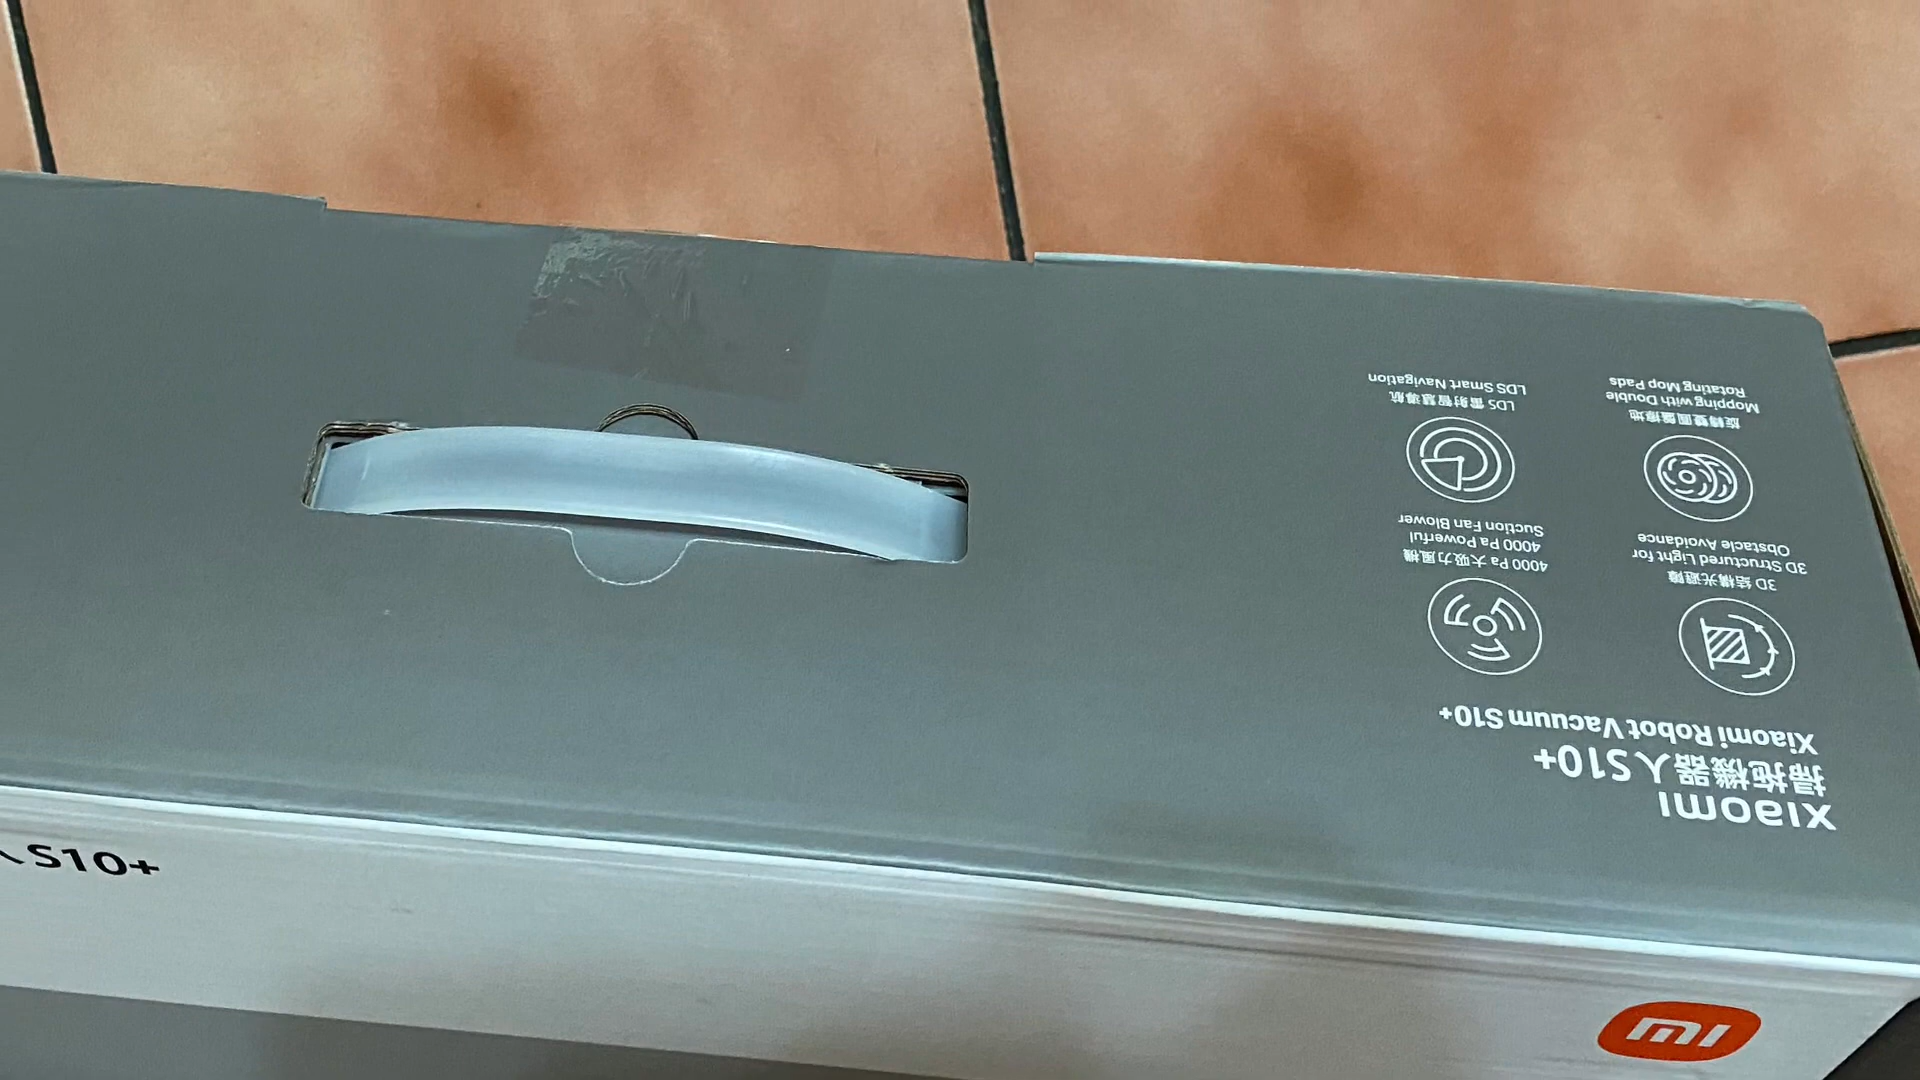 xiaomi
掃拖機器人 S10+
Xiaomi Robot Vacuum S10+
3D 結構光避障
3D Structured Light for
Obstacle Avoidance
4000 Pa 大吸力風機
4000 Pa Powerful
Suction Fan Blower
旋轉雙圓盤擦地
Mopping with Double
Rotating Mop Pads
LDS 雷射智慧導航
LDS Smart Navigation
人 S10+
mi